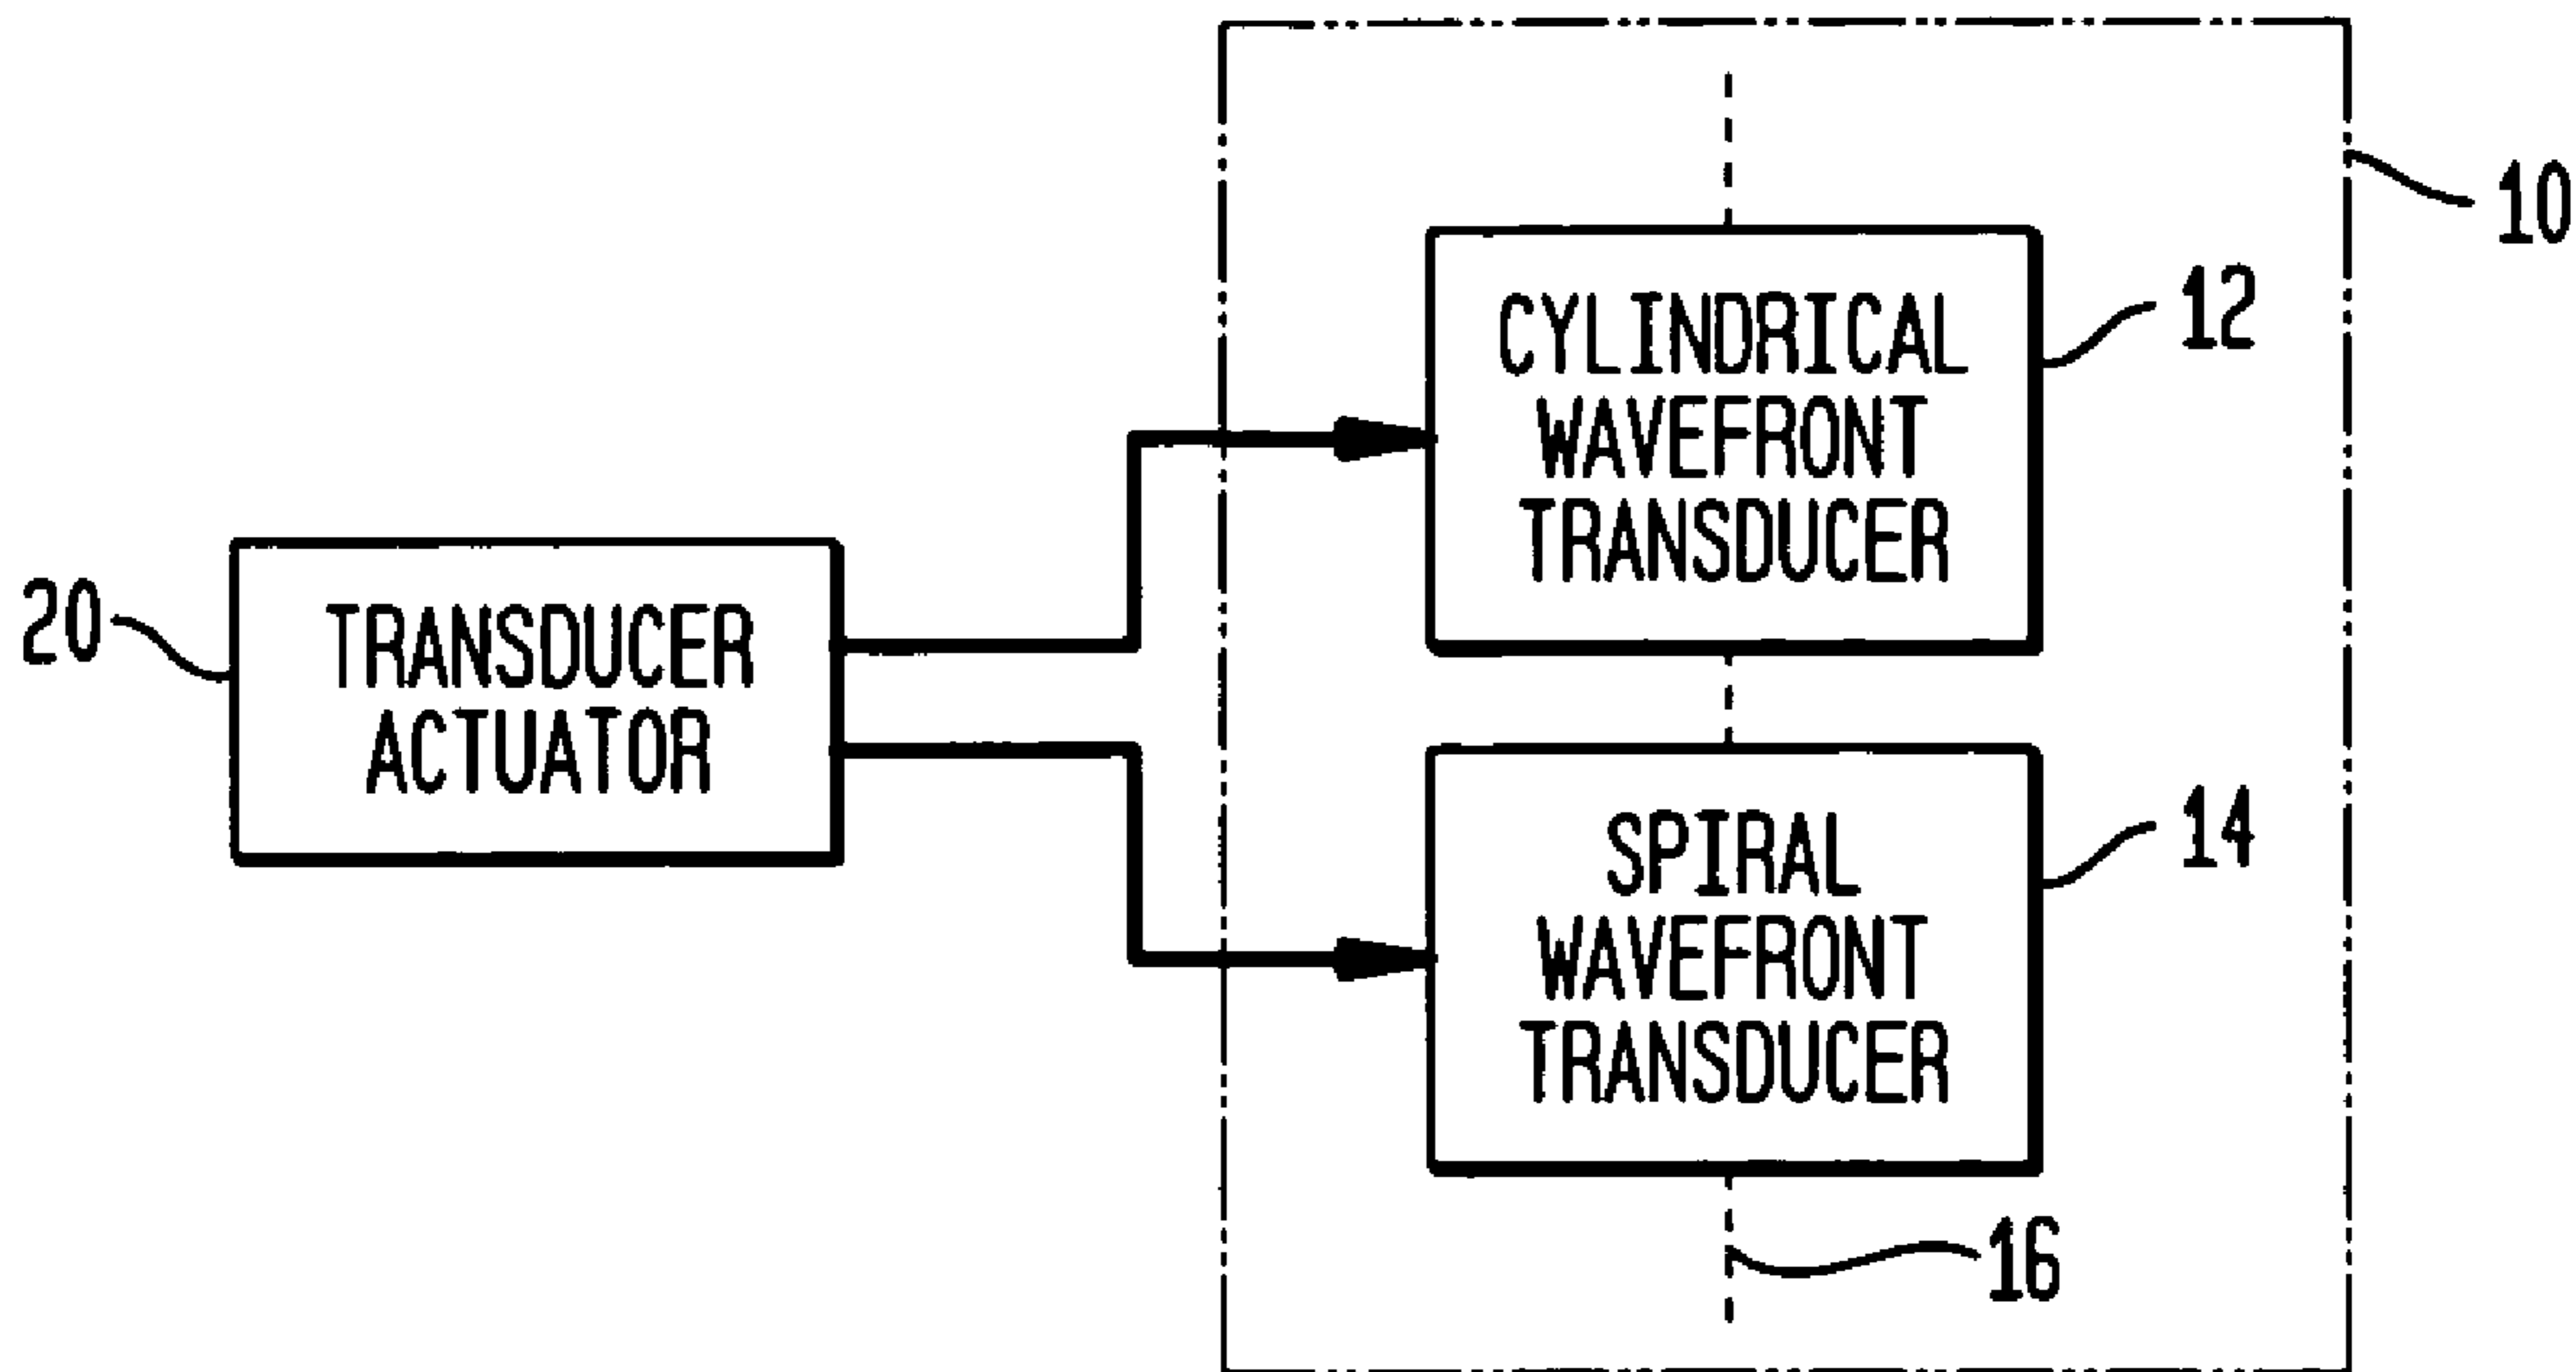 10
CYLINDRICAL
WAVEFRONT
TRANSDUCER
12
20
TRANSDUCER
ACTUATOR
SPIRAL
WAVEFRONT
TRANSDUCER
14
16